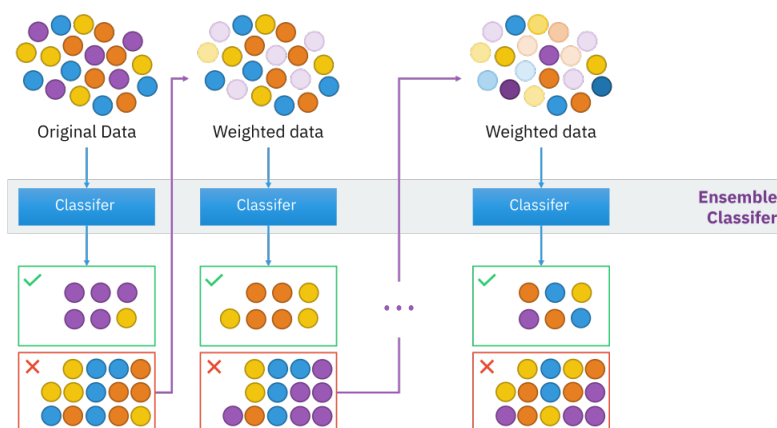 Original Data
Weighted data
Weighted data
Classifer
Classifer
Classifer
Ensemble
Classifer
...